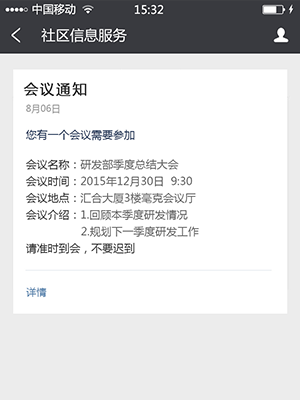 中国移动 15:32
社区信息服务
会议通知
8月06日
您有一个会议需要参加
会议名称：研发部季度总结大会
会议时间：2015年12月30日 9:30
会议地点：汇合大厦3楼毫克会议厅
会议介绍：1.回顾本季度研发情况
2.规划下一季度研发工作
请准时到会，不要迟到
详情